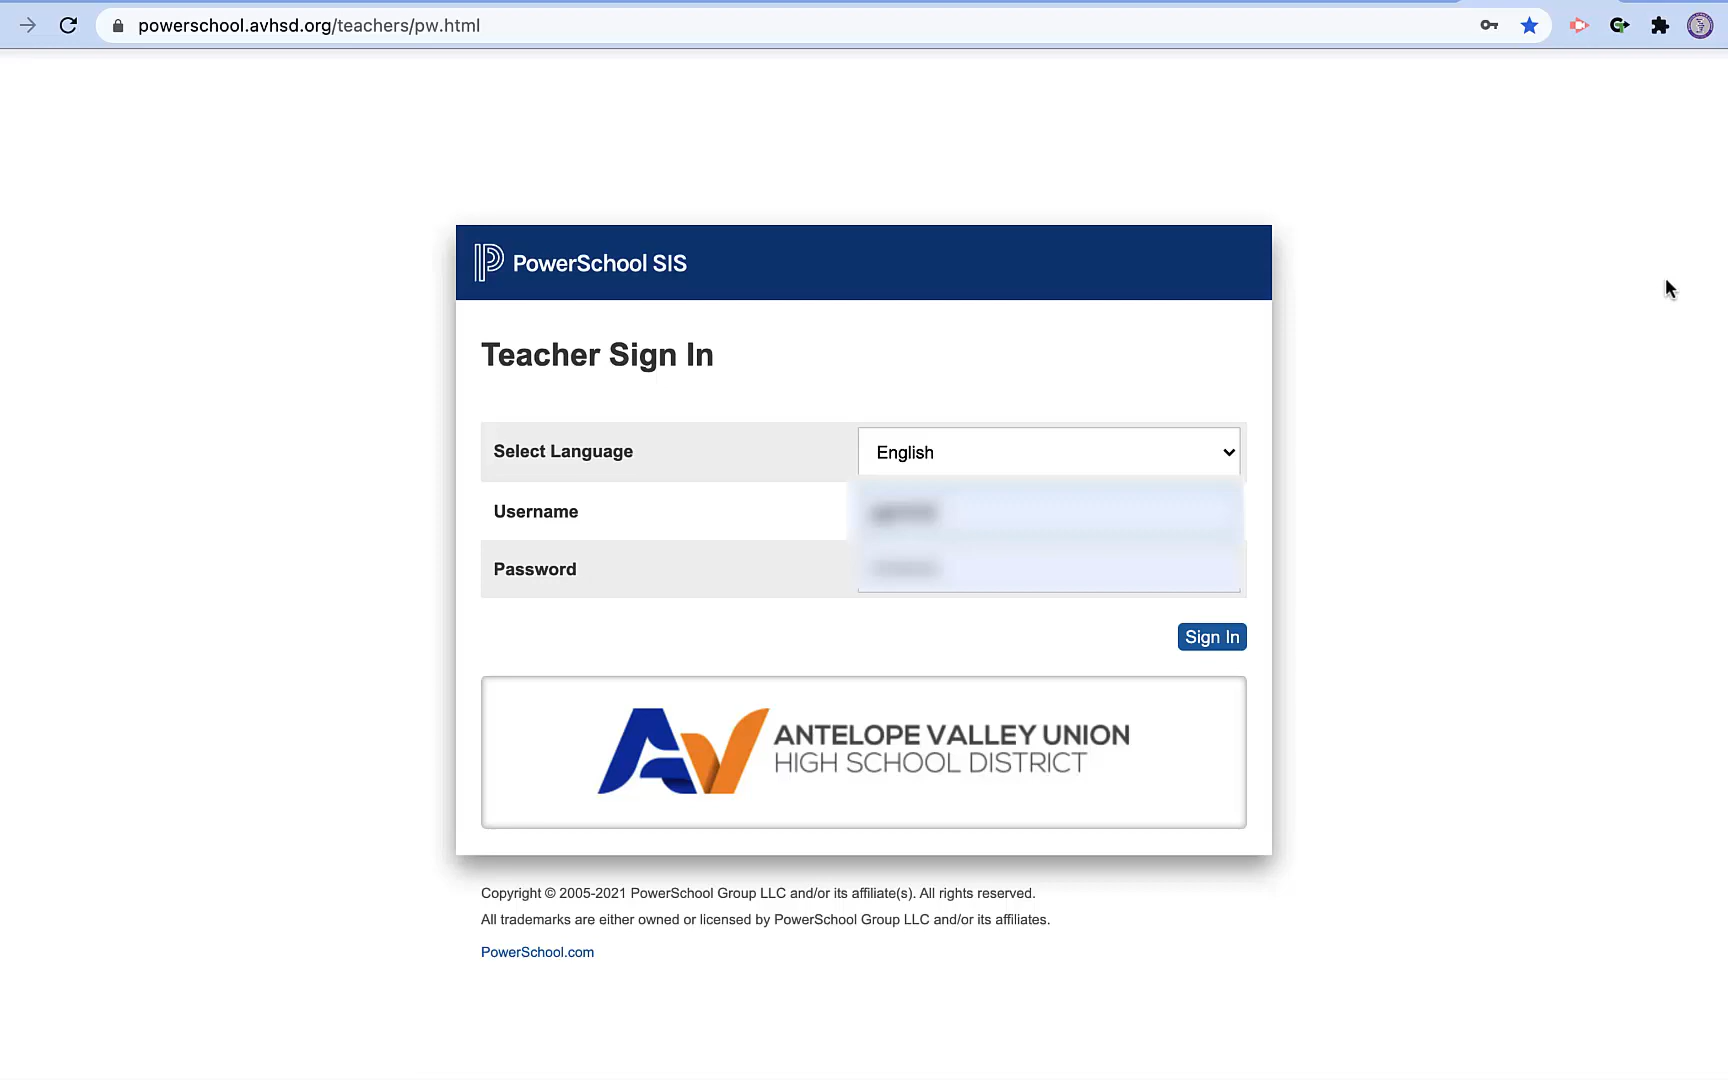 powerschool.avhsd.org/teachers/pw.html
PowerSchool SIS
Teacher Sign In
Select Language
English
Username
Password
Sign In
AV
ANTELOPE VALLEY UNION
HIGH SCHOOL DISTRICT
Copyright © 2005-2021 PowerSchool Group LLC and/or its affiliate(s). All rights reserved.
All trademarks are either owned or licensed by PowerSchool Group LLC and/or its affiliates.
PowerSchool.com